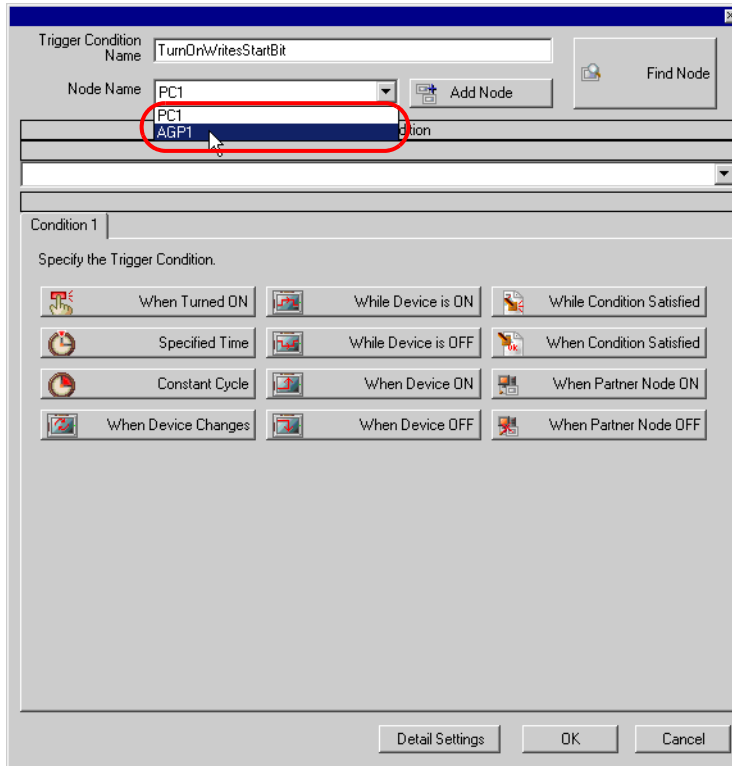 Trigger Condition
Name
TurnOnWritesStartBit
Find Node
Node Name
PC1
Add Node
PC1
AGP1
dition
Condition 1
Specify the Trigger Condition.
When Turned ON
While Device is ON
While Condition Satisfied
Specified Time
While Device is OFF
When Condition Satisfied
Constant Cycle
When Device ON
When Partner Node ON
When Device Changes
When Device OFF
When Partner Node OFF
Detail Settings
OK
Cancel